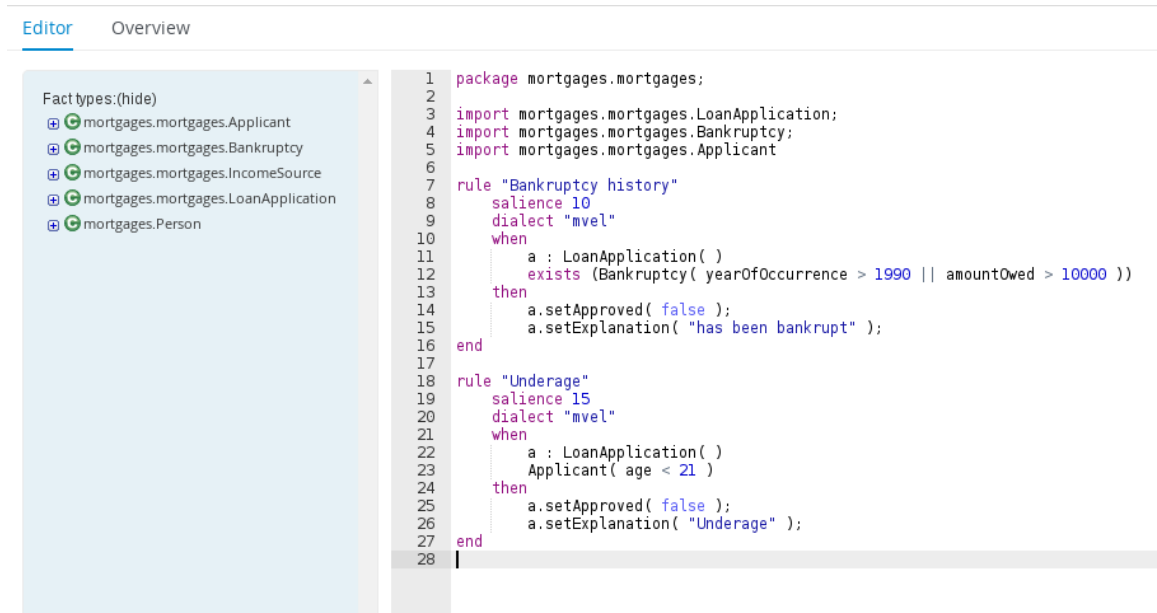 Editor Overview
Fact types:(hide)
mortgages.mortgages.Applicant
mortgages.mortgages.Bankruptcy
mortgages.mortgages.IncomeSource
mortgages.mortgages.LoanApplication
mortgages.Person
1 package mortgages.mortgages;
2
3 import mortgages.mortgages.LoanApplication;
4 import mortgages.mortgages.Bankruptcy;
5 import mortgages.mortgages.Applicant
6
7 rule "Bankruptcy history"
8     salience 10
9     dialect "mvel"
10     when
11         a : LoanApplication( )
12         exists (Bankruptcy( yearOfOccurrence > 1990 || amountOwed > 10000 ))
13     then
14         a.setApproved( false );
15         a.setExplanation( "has been bankrupt" );
16 end
17
18 rule "Underage"
19     salience 15
20     dialect "mvel"
21     when
22         a : LoanApplication( )
23         Applicant( age < 21 )
24     then
25         a.setApproved( false );
26         a.setExplanation( "Underage" );
27 end
28